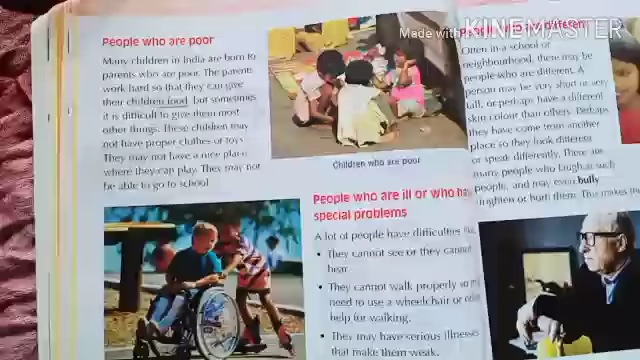 People who are poor
Many children in India are born to
parents who are poor. The parents
work hard so that they can give
their children food but sometimes
it is difficult to give them most
other things. These children may
not have proper clothes or toys.
They may not have a nice place
where they can play. They may not
be able to go to school
Children who are poor
People who are ill or who have
special problems
A lot of people have difficulties
• They cannot see or they cannot
hear.
• They cannot walk properly so
need to use a wheelchair or
help for walking.
• They may have serious illnesses
that make them weak.
Made with KINEMASTER
People who are different
Often in a school or
neighbourhood, there may be
people who are different. A
person may be very short or very
tall, or perhaps have a different
skin colour than others. Perhaps
they have come from another
place so they look different
or speak differently. There are
many people who laugh at such
people, and may even bully
frighten or hurt them. This makes